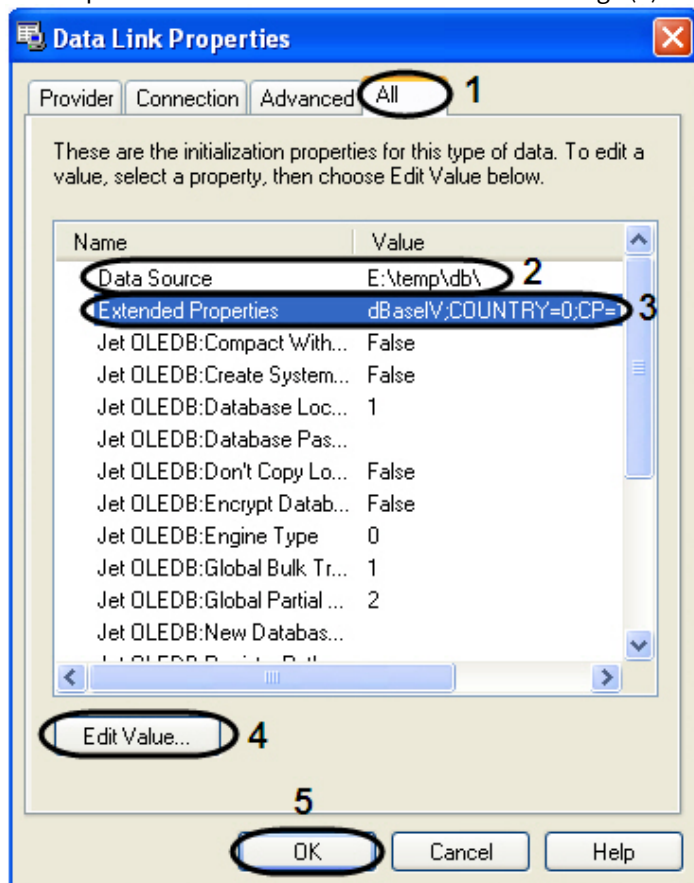 Data Link Properties
Provider Connection Advanced All 1
These are the initialization properties for this type of data. To edit a
value, select a property, then choose Edit Value below.
Name Value
Data Source E:\temp\db\ 2
Extended Properties dBaseIV;COUNTRY=0;CP= 3
Jet OLEDB:Compact With... False
Jet OLEDB:Create System... False
Jet OLEDB:Database Loc... 1
Jet OLEDB:Database Pas...
Jet OLEDB:Don't Copy Lo... False
Jet OLEDB:Encrypt Datab... False
Jet OLEDB:Engine Type 0
Jet OLEDB:Global Bulk Tr... 1
Jet OLEDB:Global Partial ... 2
Jet OLEDB:New Databas...
Edit Value... 4
5
OK Cancel Help